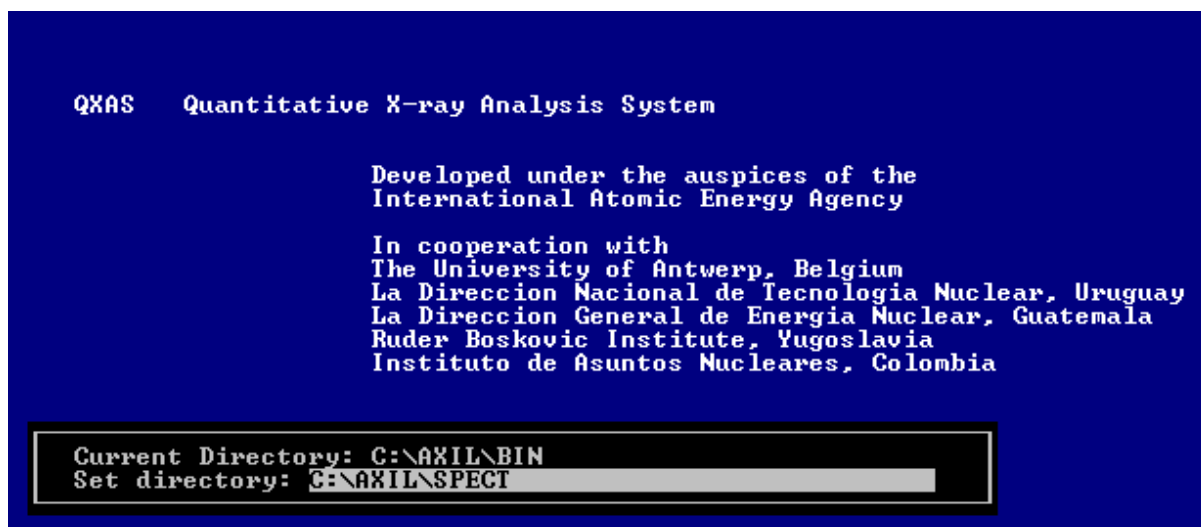 QXAS Quantitative X-ray Analysis System
Developed under the auspices of the
International Atomic Energy Agency
In cooperation with
The University of Antwerp, Belgium
La Direccion Nacional de Tecnologia Nuclear, Uruguay
La Direccion General de Energia Nuclear, Guatemala
Ruder Boskovic Institute, Yugoslavia
Instituto de Asuntos Nucleares, Colombia
Current Directory: C:\AXIL\BIN
Set directory: C:\AXIL\SPECT